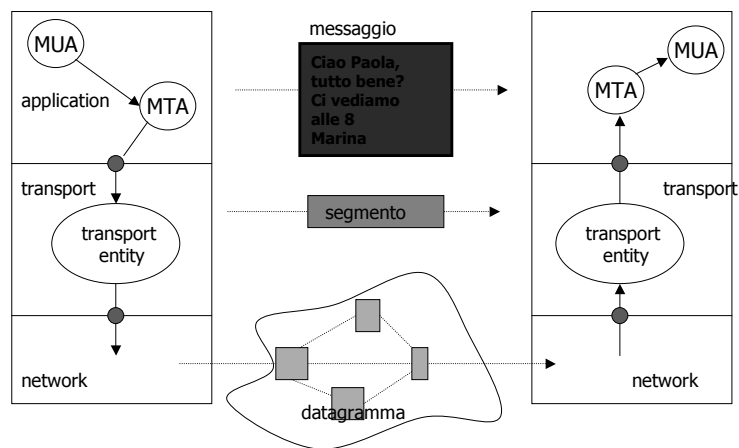 messaggio
MUA
MTA
application
Ciao Paola,
tutto bene?
Ci vediamo
alle 8
Marina
MUA
MTA
transport
transport
entity
segmento
transport
transport
entity
network
datagramma
network